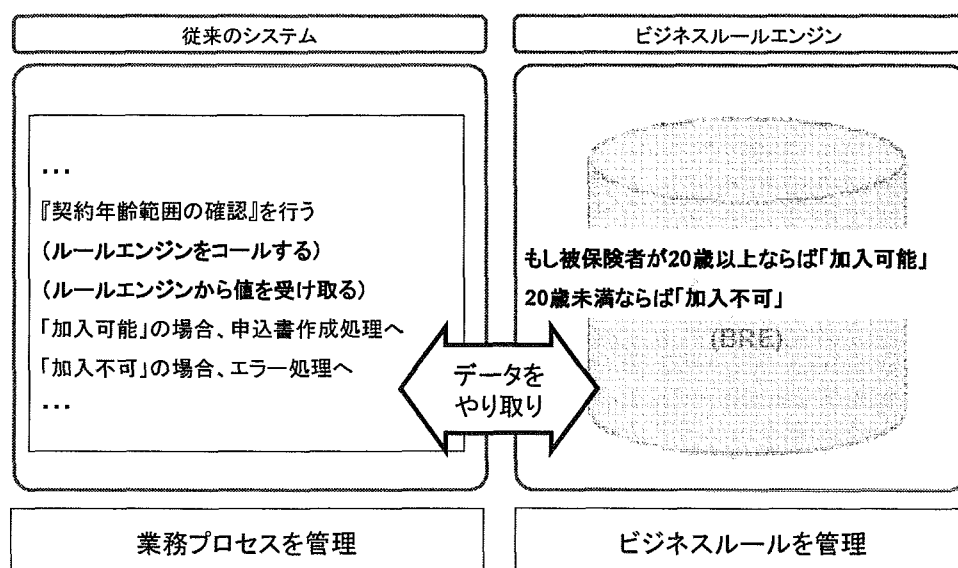 従来のシステム
ビジネスルールエンジン
...
『契約年齢範囲の確認』を行う
(ルールエンジンをコールする)
(ルールエンジンから値を受け取る)
「加入可能」の場合、申込書作成処理へ
「加入不可」の場合、エラー処理へ
...
データを
やり取り
もし被保険者が20歳以上ならば「加入可能」
20歳未満ならば「加入不可」
(BRE)
業務プロセスを管理
ビジネスルールを管理